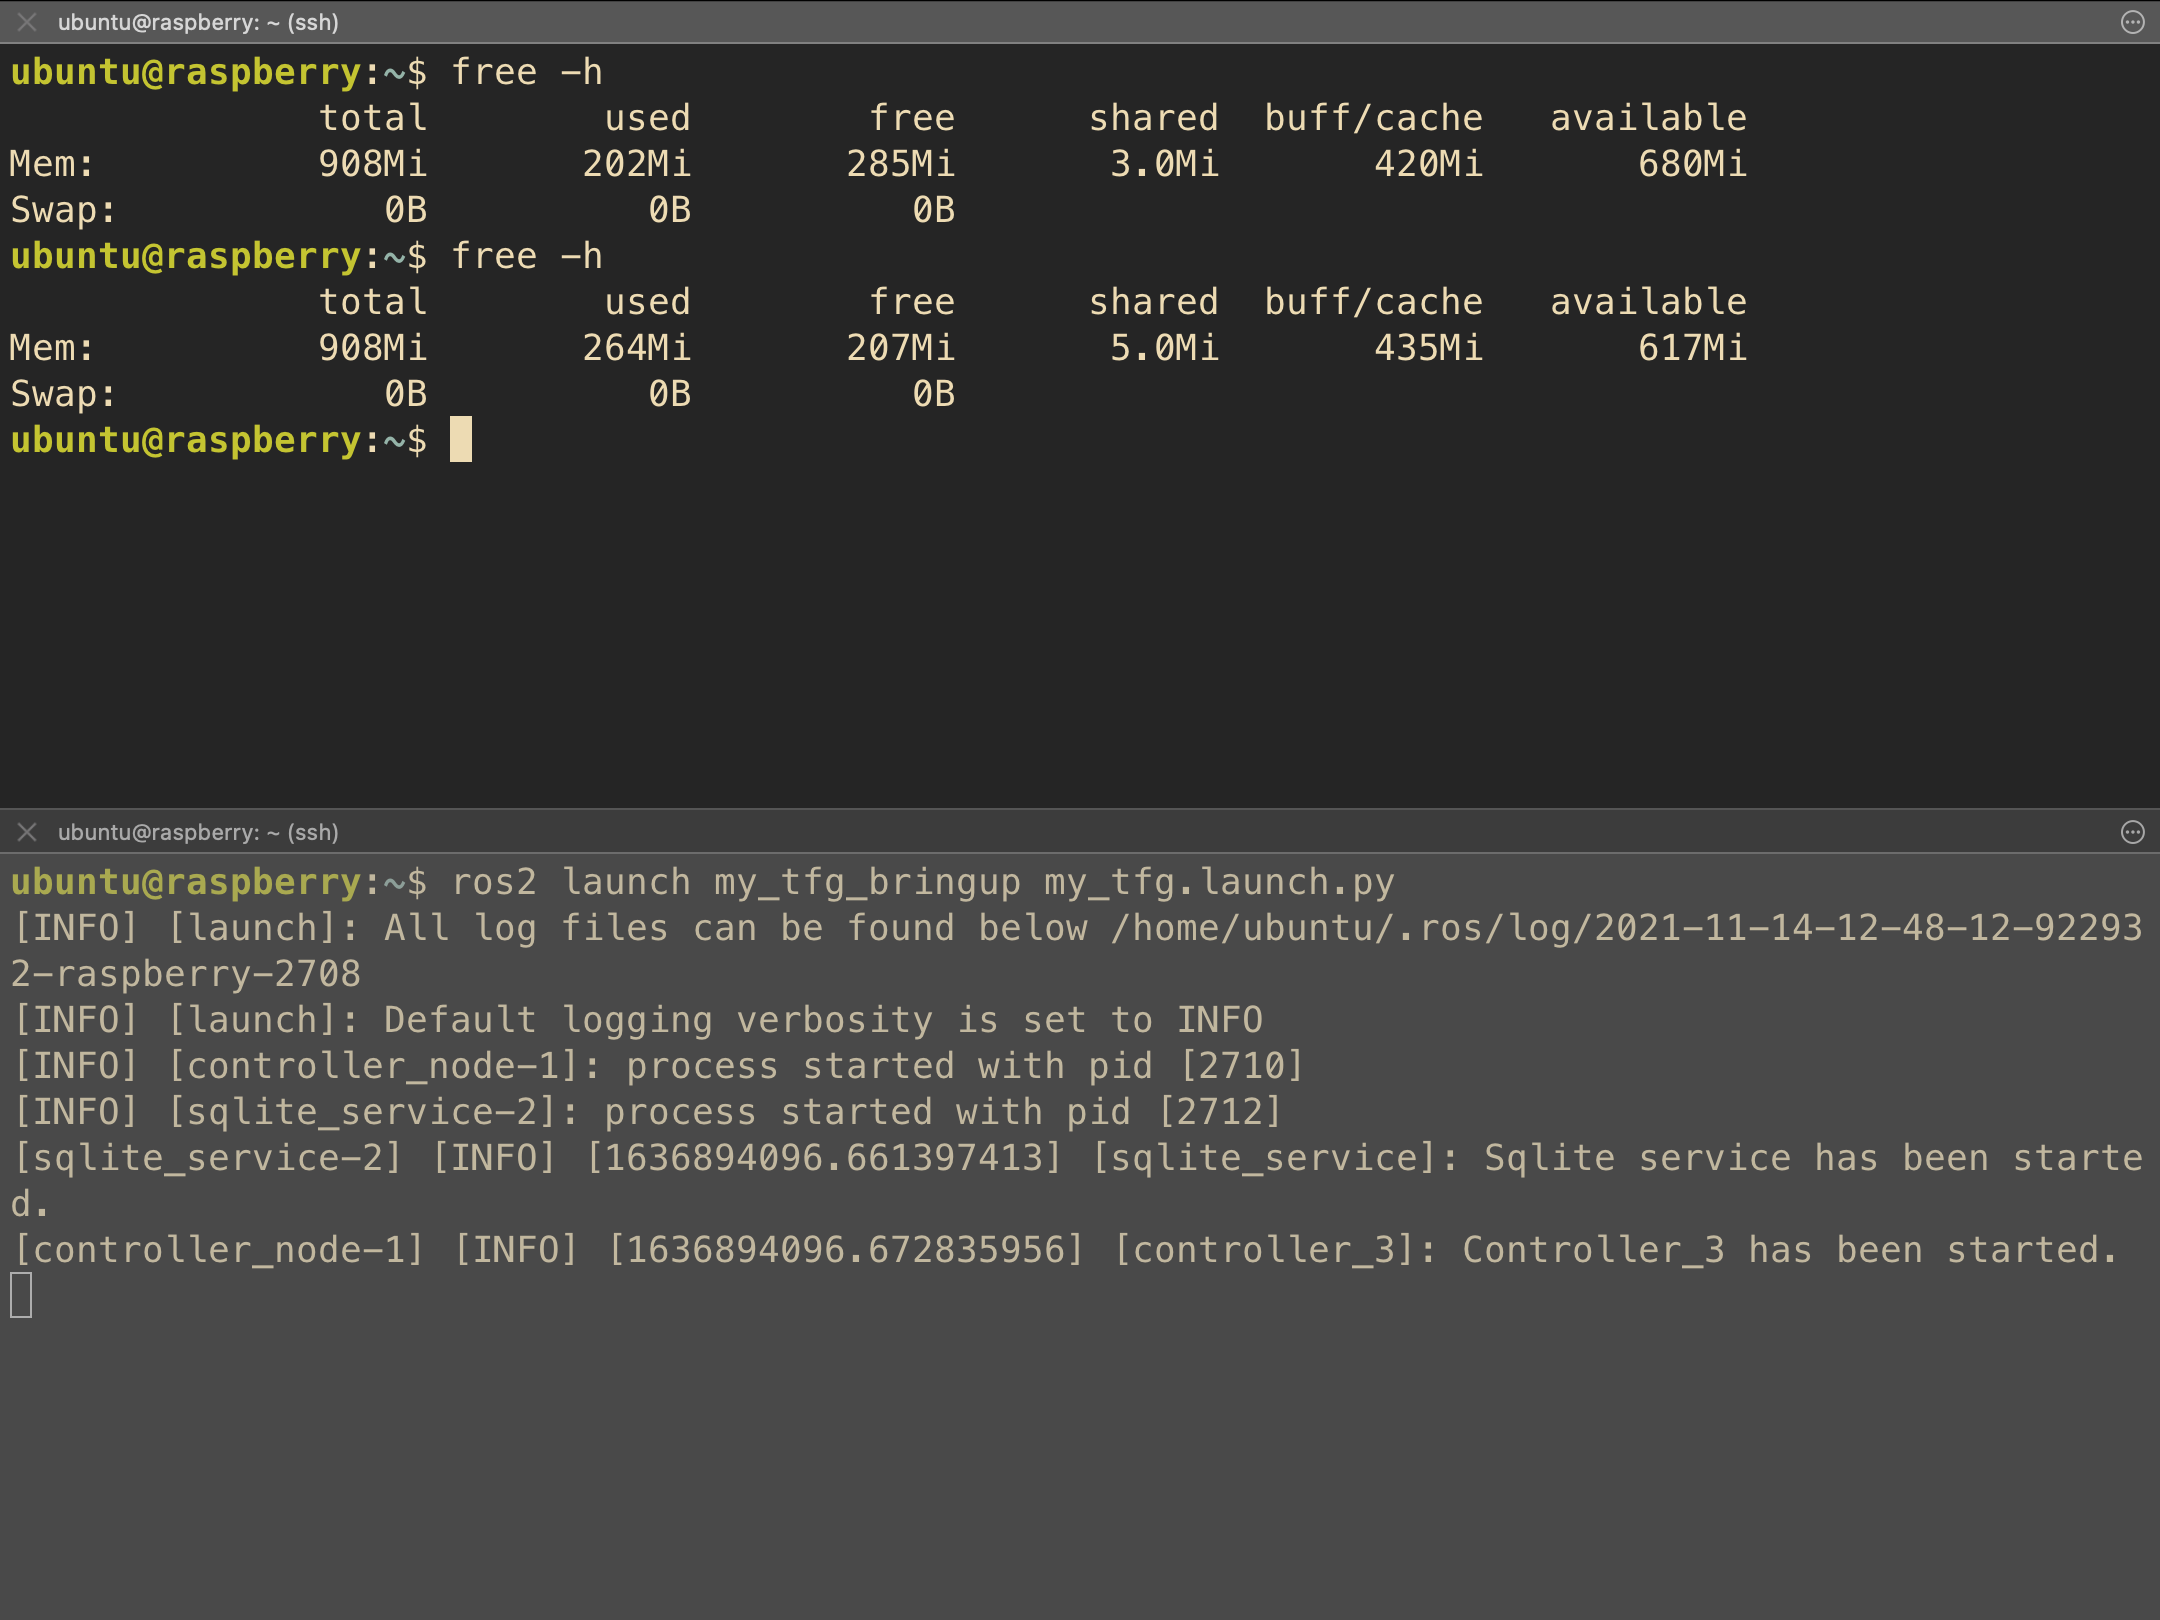 ubuntu@raspberry: ~ (ssh)
ubuntu@raspberry:~$ free -h
              total        used        free      shared  buff/cache   available
Mem:          908Mi       202Mi       285Mi       3.0Mi       420Mi       680Mi
Swap:            0B          0B          0B
ubuntu@raspberry:~$ free -h
              total        used        free      shared  buff/cache   available
Mem:          908Mi       264Mi       207Mi       5.0Mi       435Mi       617Mi
Swap:            0B          0B          0B
ubuntu@raspberry:~$
ubuntu@raspberry: ~ (ssh)
ubuntu@raspberry:~$ ros2 launch my_tfg_bringup my_tfg.launch.py
[INFO] [launch]: All log files can be found below /home/ubuntu/.ros/log/2021-11-14-12-48-12-92293
2-raspberry-2708
[INFO] [launch]: Default logging verbosity is set to INFO
[INFO] [controller_node-1]: process started with pid [2710]
[INFO] [sqlite_service-2]: process started with pid [2712]
[sqlite_service-2] [INFO] [1636894096.661397413] [sqlite_service]: Sqlite service has been starte
d.
[controller_node-1] [INFO] [1636894096.672835956] [controller_3]: Controller_3 has been started.